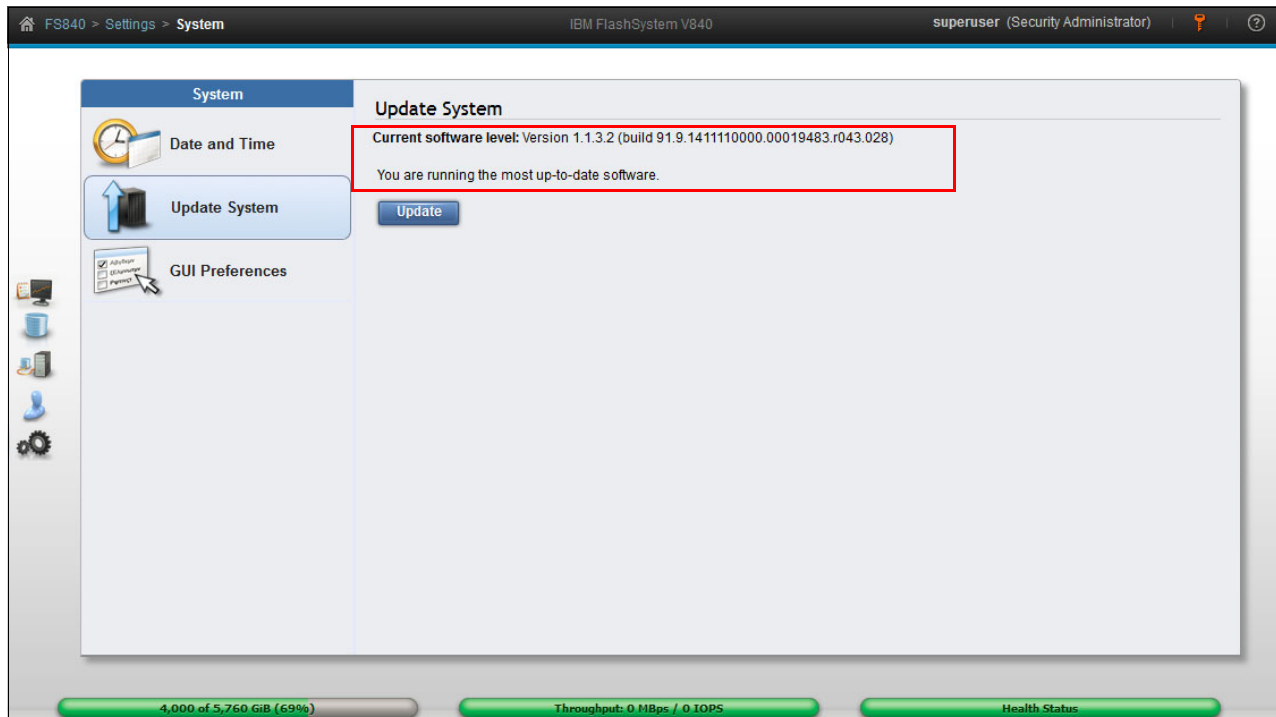 FS840 > Settings > System
IBM FlashSystem V840
superuser (Security Administrator)
?
System
Date and Time
Update System
GUI Preferences
Update System
Current software level: Version 1.1.3.2 (build 91.9.1411110000.00019483.r043.028)
You are running the most up-to-date software.
Update
4,000 of 5,760 GiB (69%)
Throughput: 0 MBps / 0 IOPS
Health Status